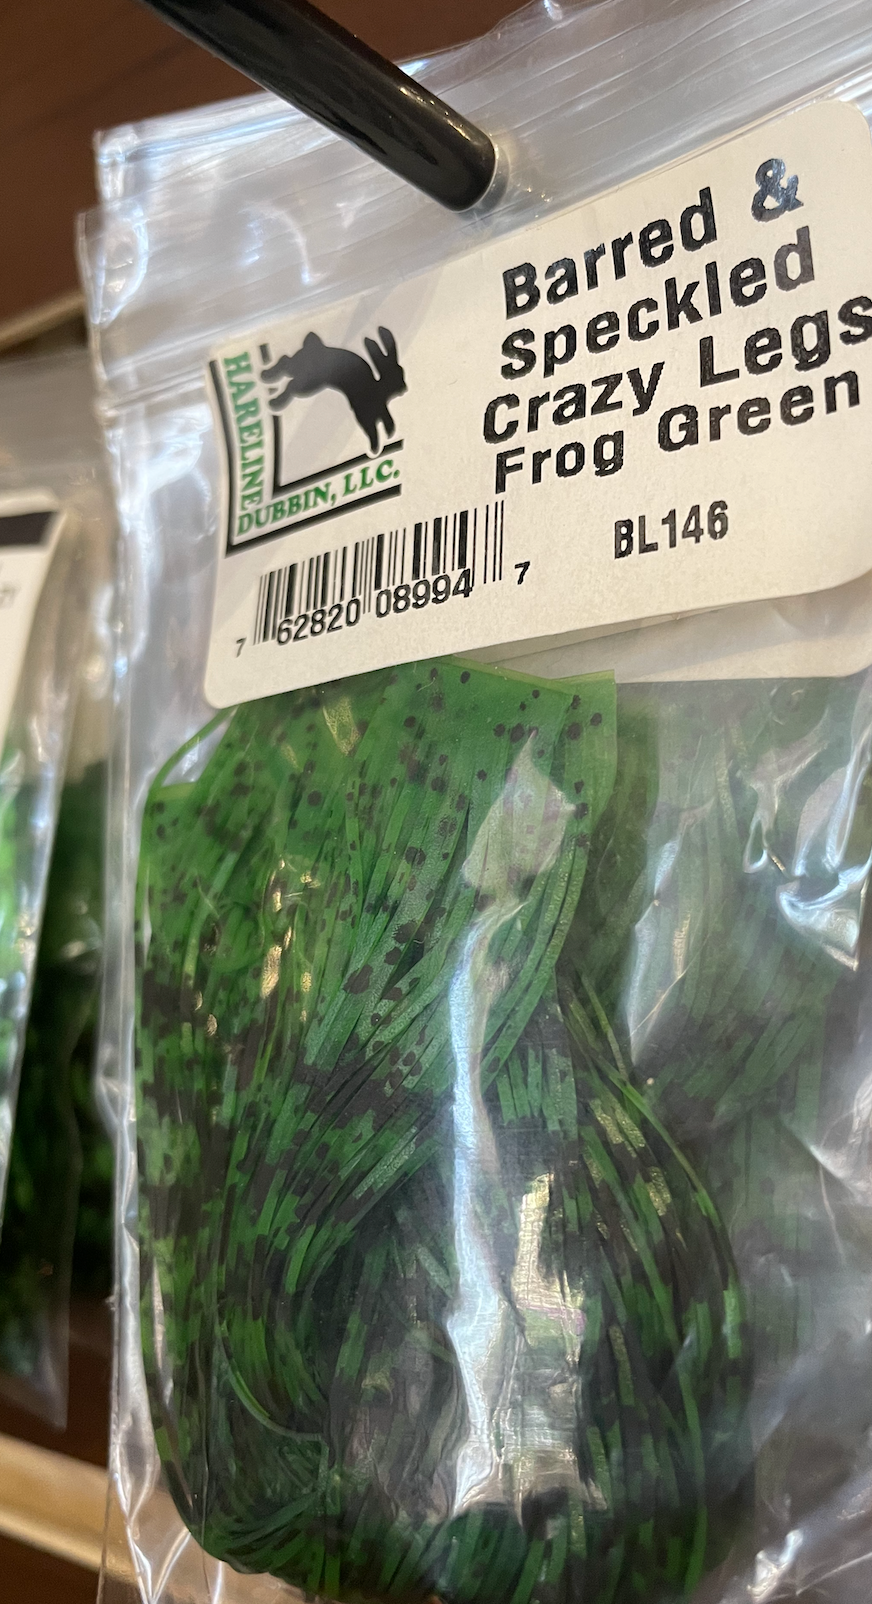 Barred &
Speckled
Crazy Legs
Frog Green
HARELINE
DUBBIN, LLC.
BL146
7 62820 08994 7